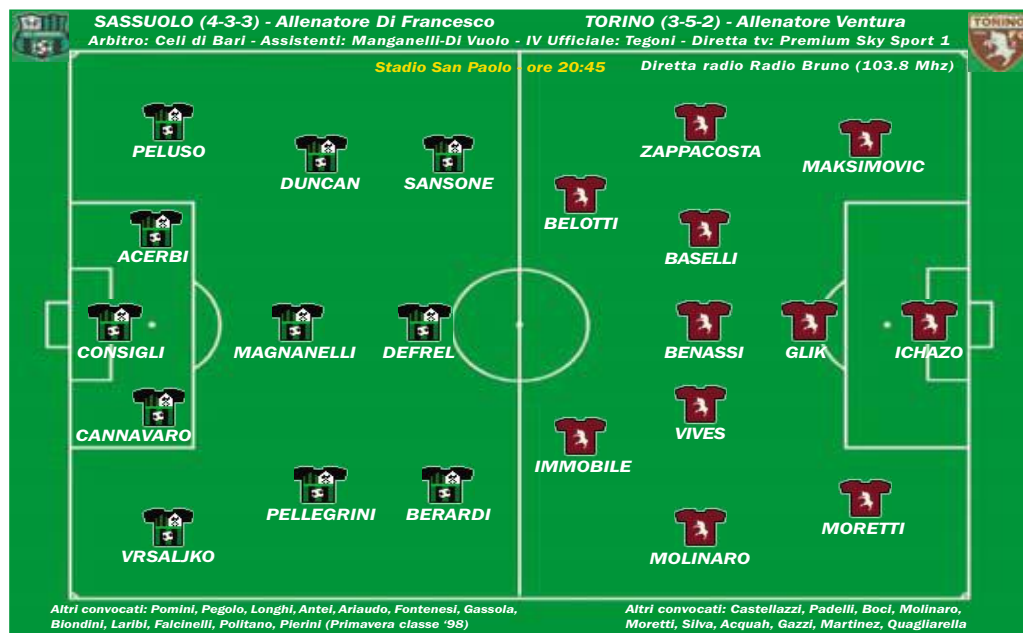 SASSUOLO (4-3-3) - Allenatore Di Francesco
TORINO (3-5-2) - Allenatore Ventura
TORINO
Arbitro: Celi di Bari - Assistenti: Manganelli-Di Vuolo - IV Ufficiale: Tegoni - Diretta tv: Premium Sky Sport 1
Stadio San Paolo - ore 20:45
Diretta radio Radio Bruno (103.8 Mhz)
PELUSO
DUNCAN
SANSONE
ACERBI
CONSIGLI
MAGNANELLI
DEFREL
CANNAVARO
PELLEGRINI
BERARDI
VRSALJKO
ZAPPACOSTA
MAKSIMOVIC
BELOTTI
BASELLI
BENASSI
GLIK
ICHAZO
VIVES
IMMOBILE
MORETTI
MOLINARO
Altri convocati: Pomini, Pegolo, Longhi, Antei, Ariaudo, Fontenesi, Gassola,
Biondini, Laribi, Falcinelli, Politano, Pierini (Primavera classe ‘98)
Altri convocati: Castellazzi, Padelli, Boci, Molinaro,
Moretti, Silva, Acquah, Gazzi, Martinez, Quagliarella